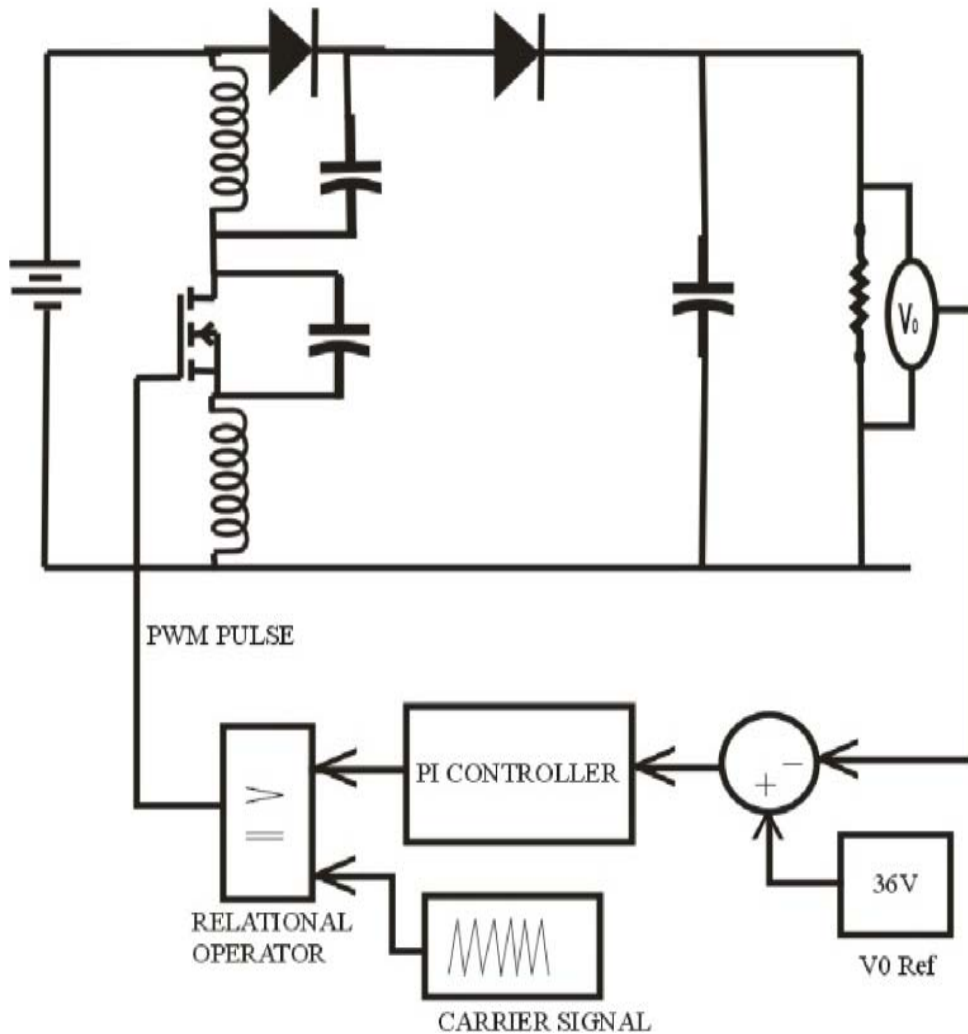 V0
PWM PULSE
PI CONTROLLER
+
−
>
=
36V
RELATIONAL
OPERATOR
V0 Ref
CARRIER SIGNAL